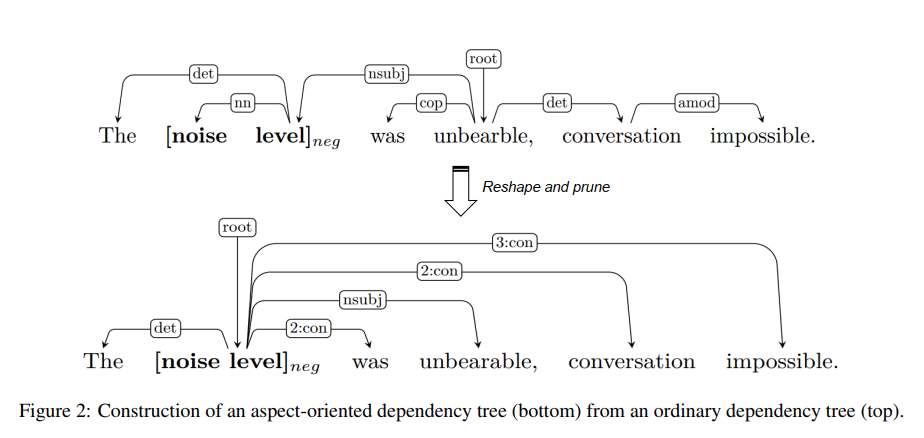 root
det nsubj
nn cop det amod
The [noise level]neg was unbearble, conversation impossible.
Reshape and prune
root
3:con
2:con
nsubj
det 2:con
The [noise level]neg was unbearable, conversation impossible.
Figure 2: Construction of an aspect-oriented dependency tree (bottom) from an ordinary dependency tree (top).